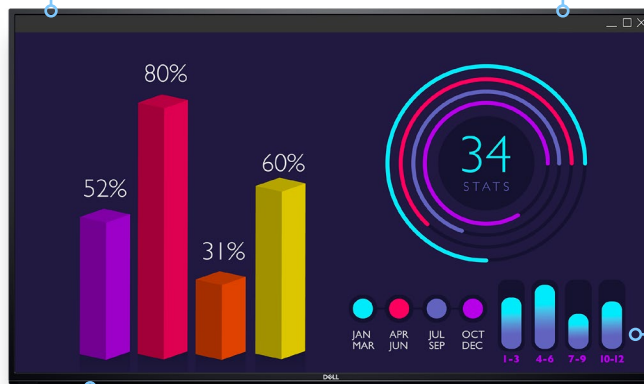 80%
60%
52%
31%
34
STATS
JAN
MAR
APR
JUN
JUL
SEP
OCT
DEC
1-3
4-6
7-9
10-12
DELL